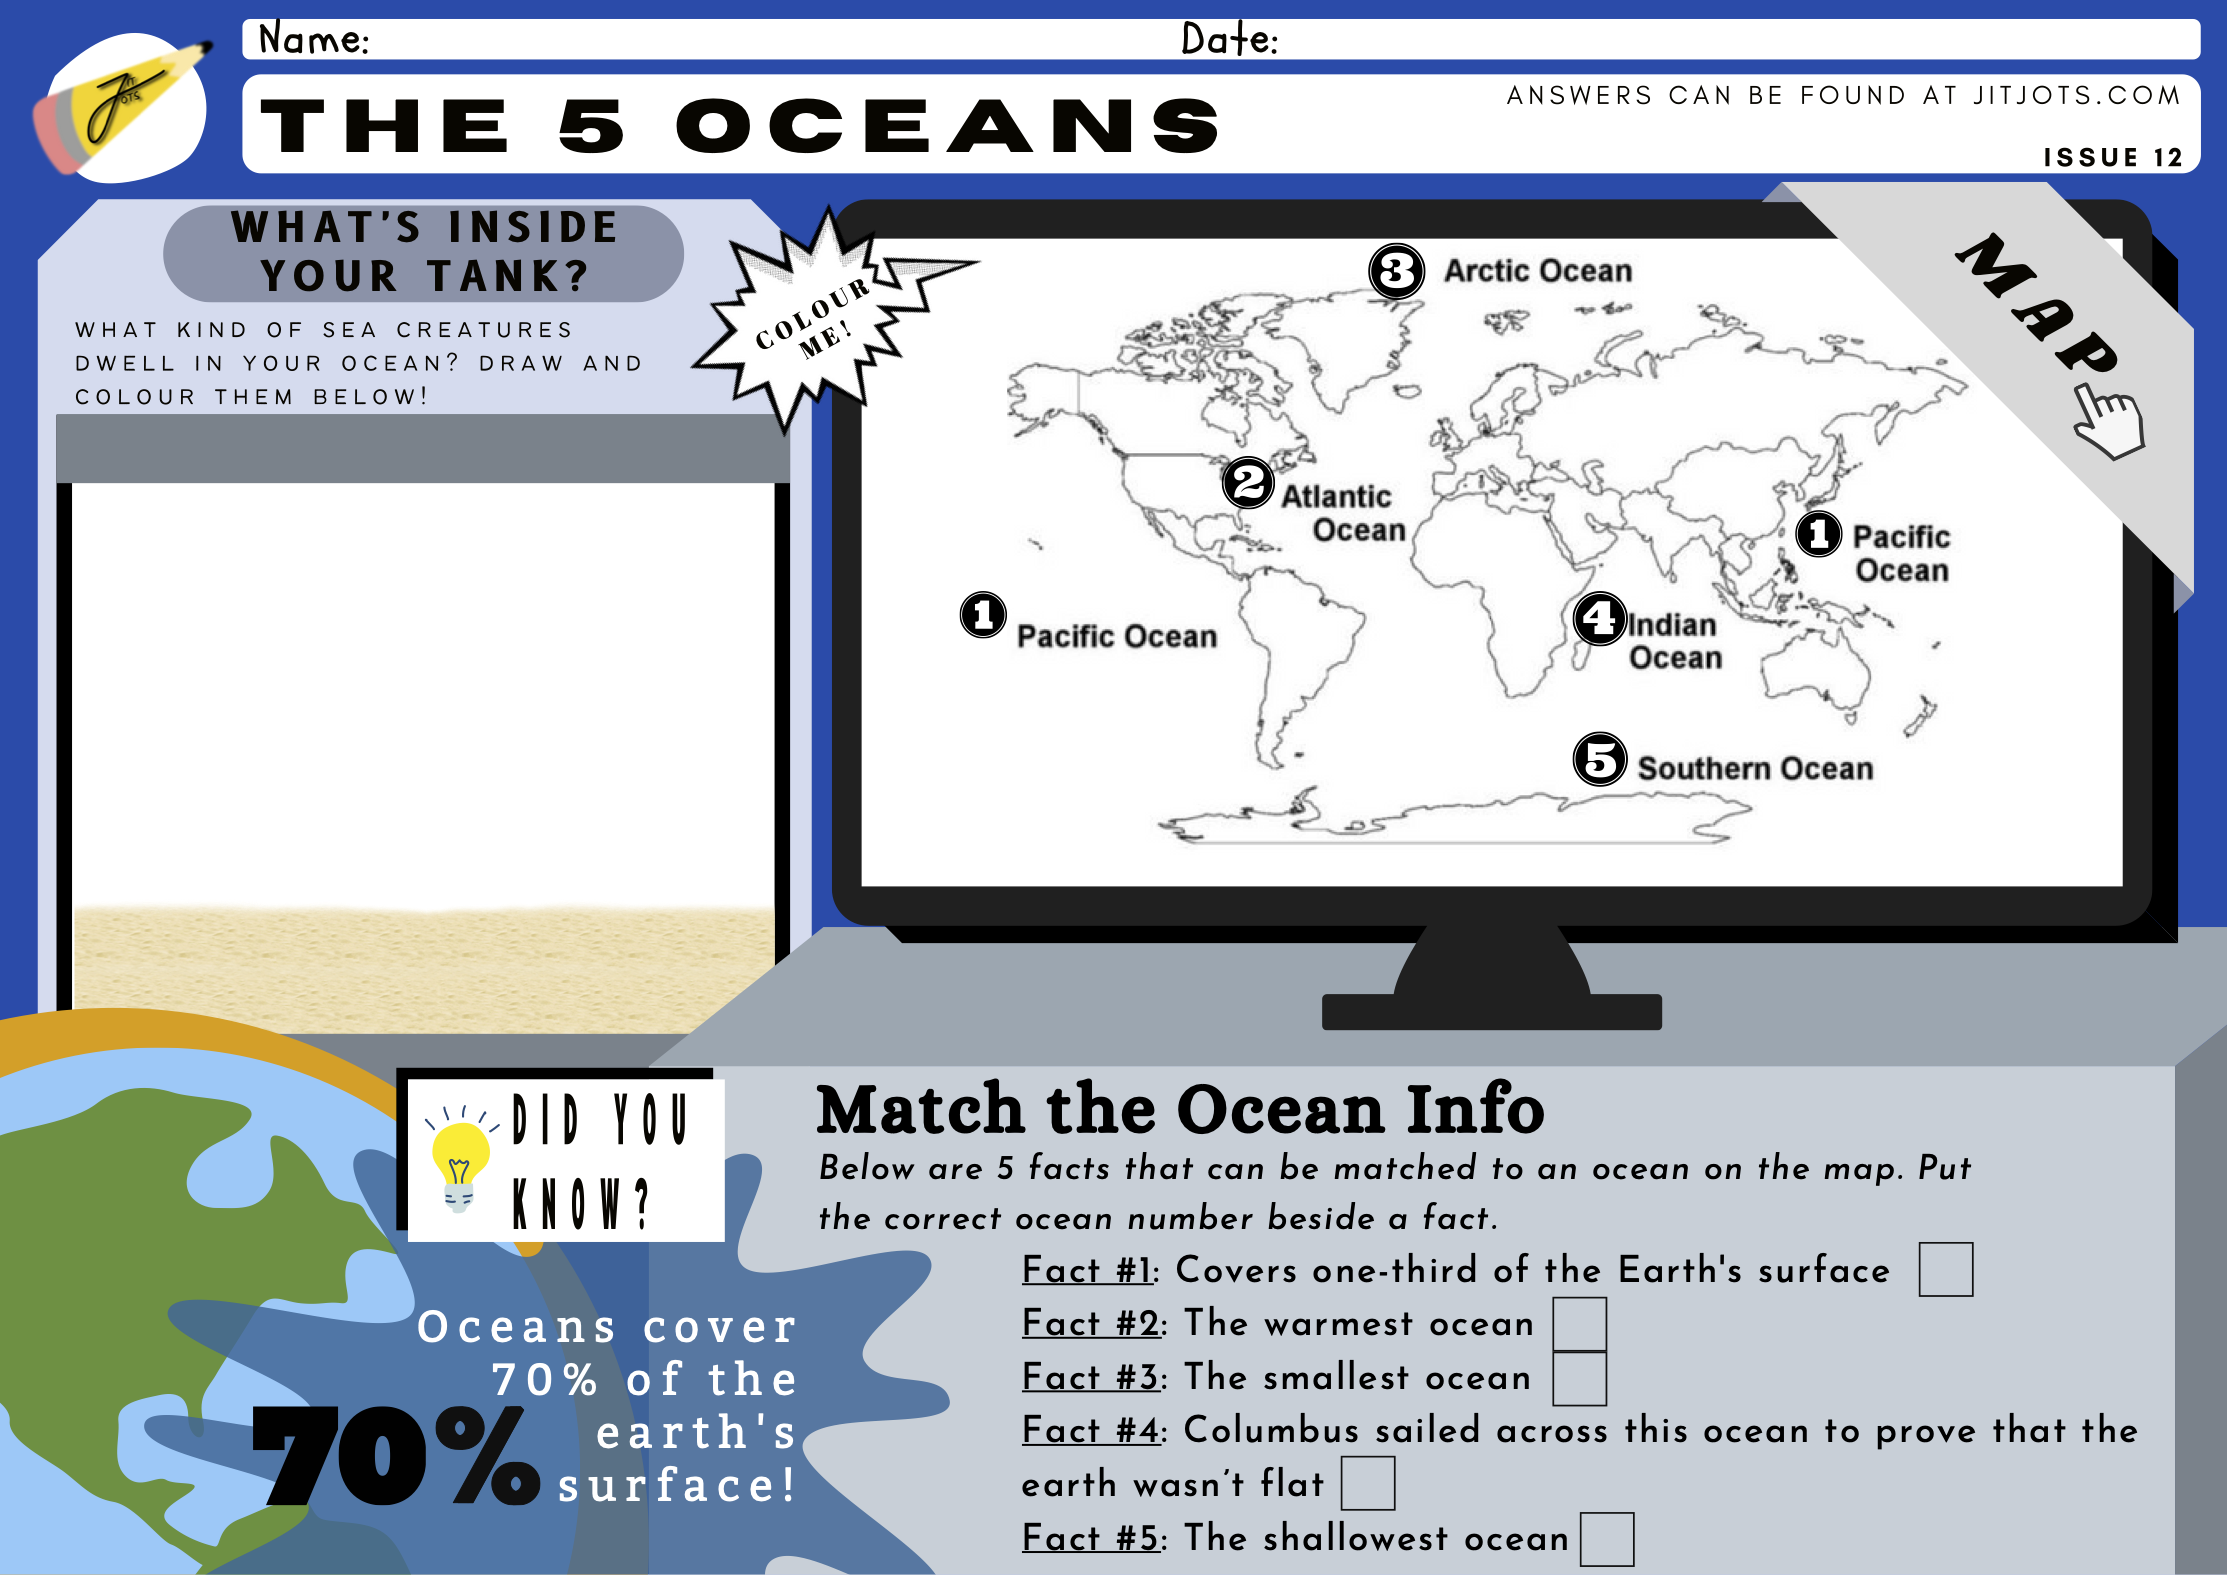 Name:
Date:
JIT
OTS
THE 5 OCEANS
ANSWERS CAN BE FOUND AT JITJOTS.COM
ISSUE 12
WHAT'S INSIDE
YOUR TANK?
WHAT KIND OF SEA CREATURES
DWELL IN YOUR OCEAN? DRAW AND
COLOUR THEM BELOW!
COLOUR
ME!
MAP
3 Arctic Ocean
2 Atlantic
Ocean
1 Pacific
Ocean
1 Pacific Ocean
4 Indian
Ocean
5 Southern Ocean
DID YOU
KNOW?
Oceans cover
70% of the
earth's
surface!
70%
Match the Ocean Info
Below are 5 facts that can be matched to an ocean on the map. Put
the correct ocean number beside a fact.
Fact #1: Covers one-third of the Earth's surface
Fact #2: The warmest ocean
Fact #3: The smallest ocean
Fact #4: Columbus sailed across this ocean to prove that the
earth wasn't flat
Fact #5: The shallowest ocean